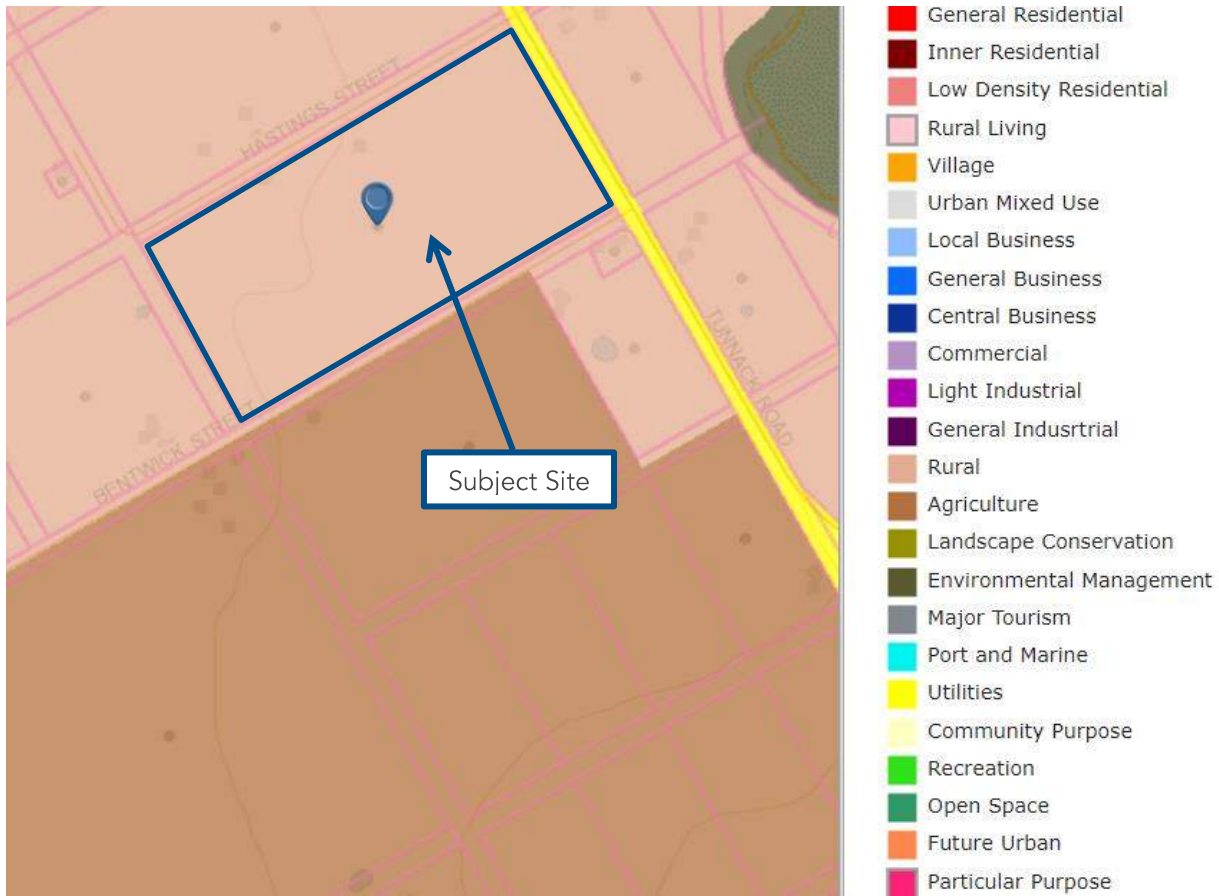 HASTINGS STREET
BENTWICK STREET
TUNNACK ROAD
Subject Site
General Residential
Inner Residential
Low Density Residential
Rural Living
Village
Urban Mixed Use
Local Business
General Business
Central Business
Commercial
Light Industrial
General Indusrtrial
Rural
Agriculture
Landscape Conservation
Environmental Management
Major Tourism
Port and Marine
Utilities
Community Purpose
Recreation
Open Space
Future Urban
Particular Purpose